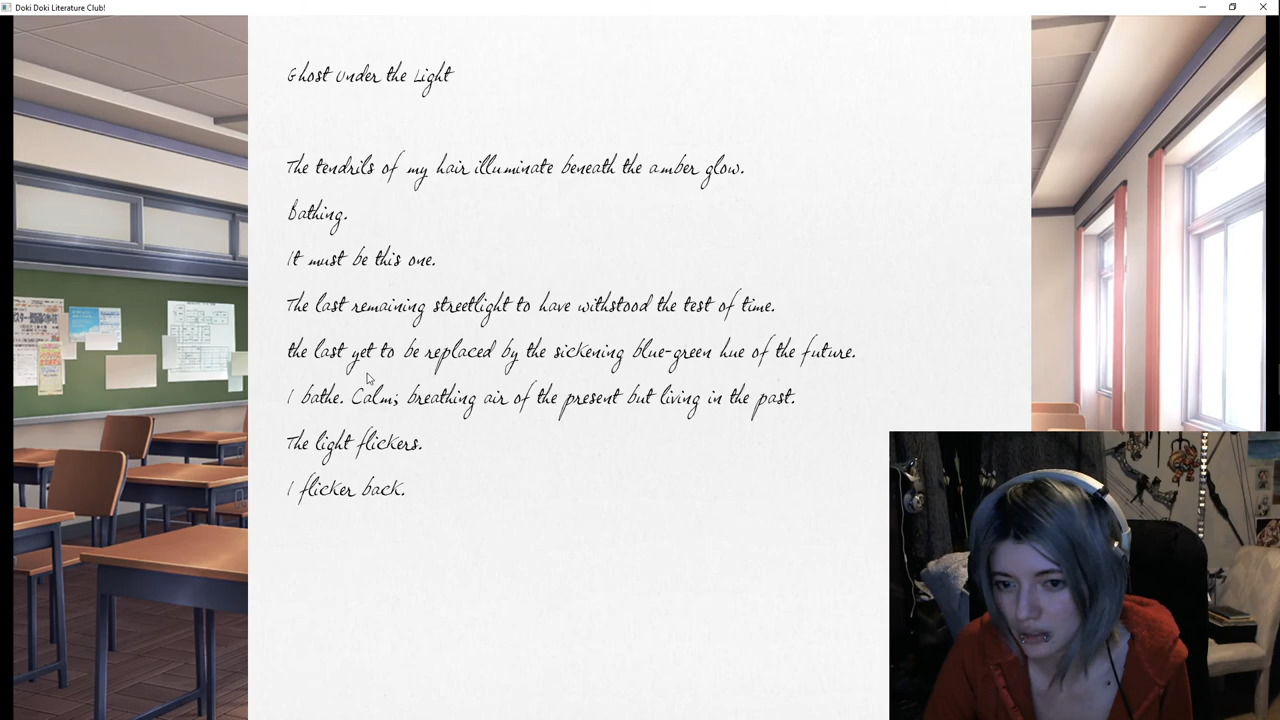 Doki Doki Literature Club!
Ghost Under the Light
The tendrils of my hair illuminate beneath the amber glow.
Bathing.
It must be this one.
The last remaining streetlight to have withstood the test of time.
the last yet to be replaced by the sickening blue-green hue of the future.
I bathe. Calm; breathing air of the present but living in the past.
The light flickers.
I flicker back.